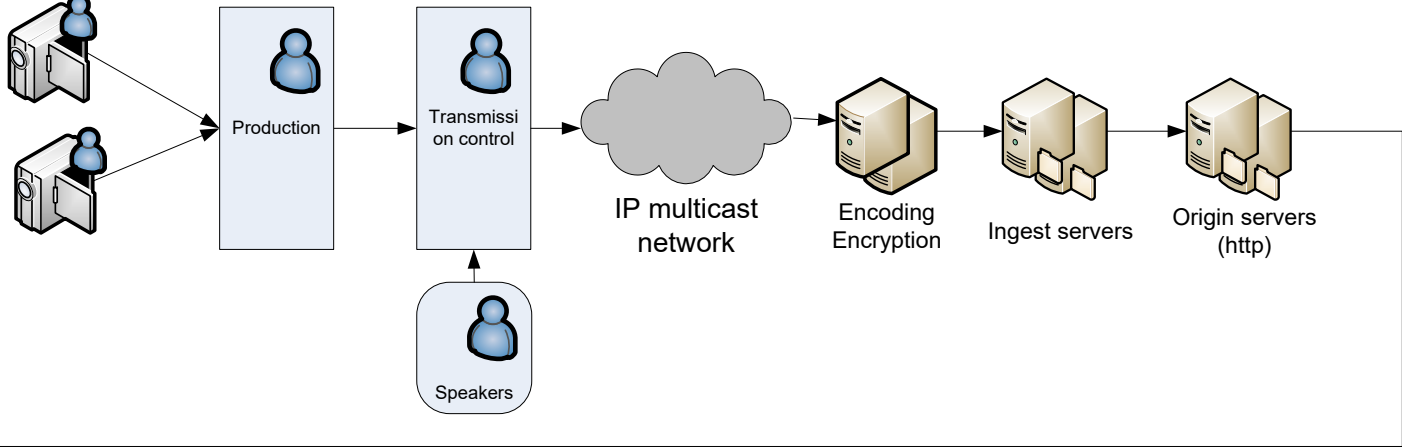 Production
Transmissi
on control
Speakers
IP multicast
network
Encoding
Encryption
Ingest servers
Origin servers
(http)